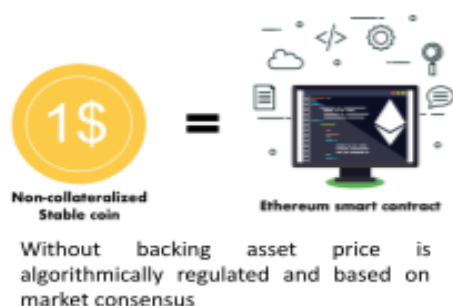 1$
=
Non-collateralized
Stable coin
Ethereum smart contract
Without backing asset price is
algorithmically regulated and based on
market consensus